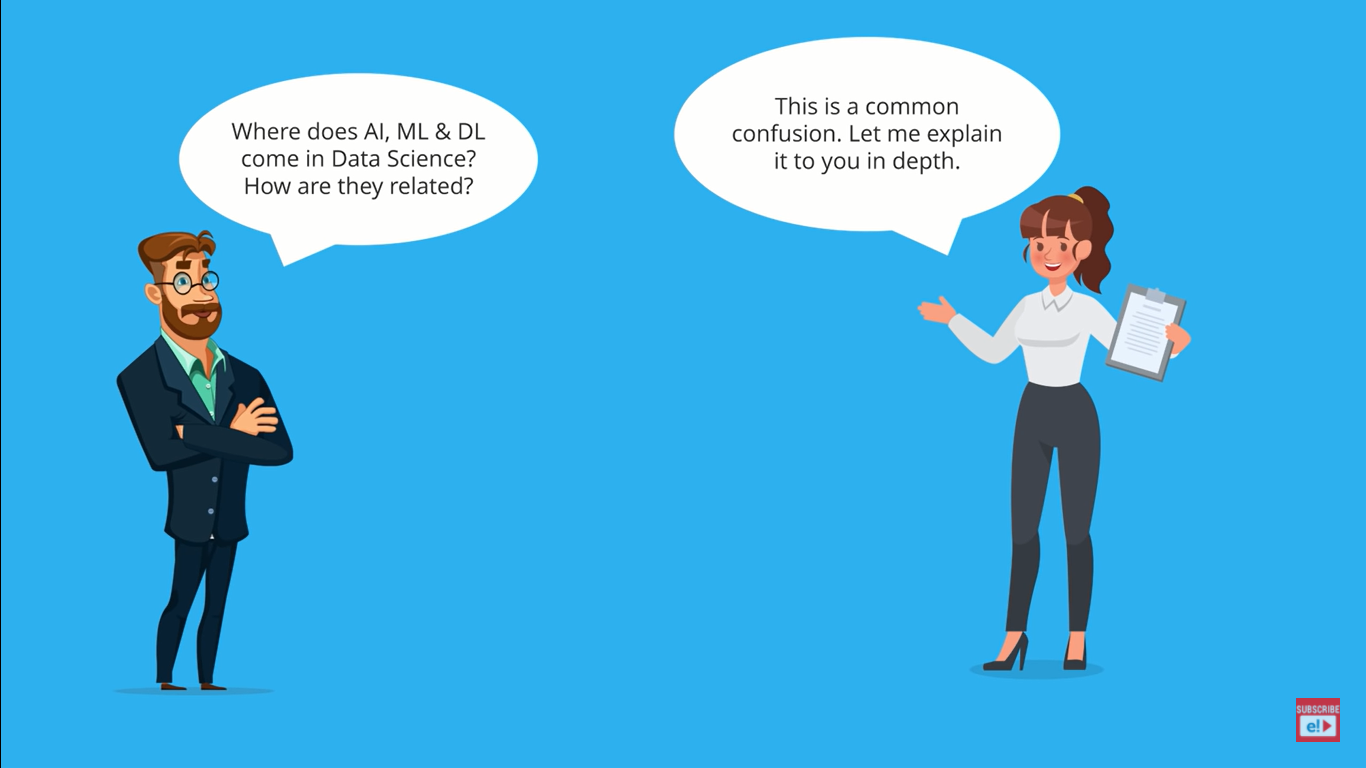 Where does AI, ML & DL
come in Data Science?
How are they related?
This is a common
confusion. Let me explain
it to you in depth.
SUBSCRIBE
e!